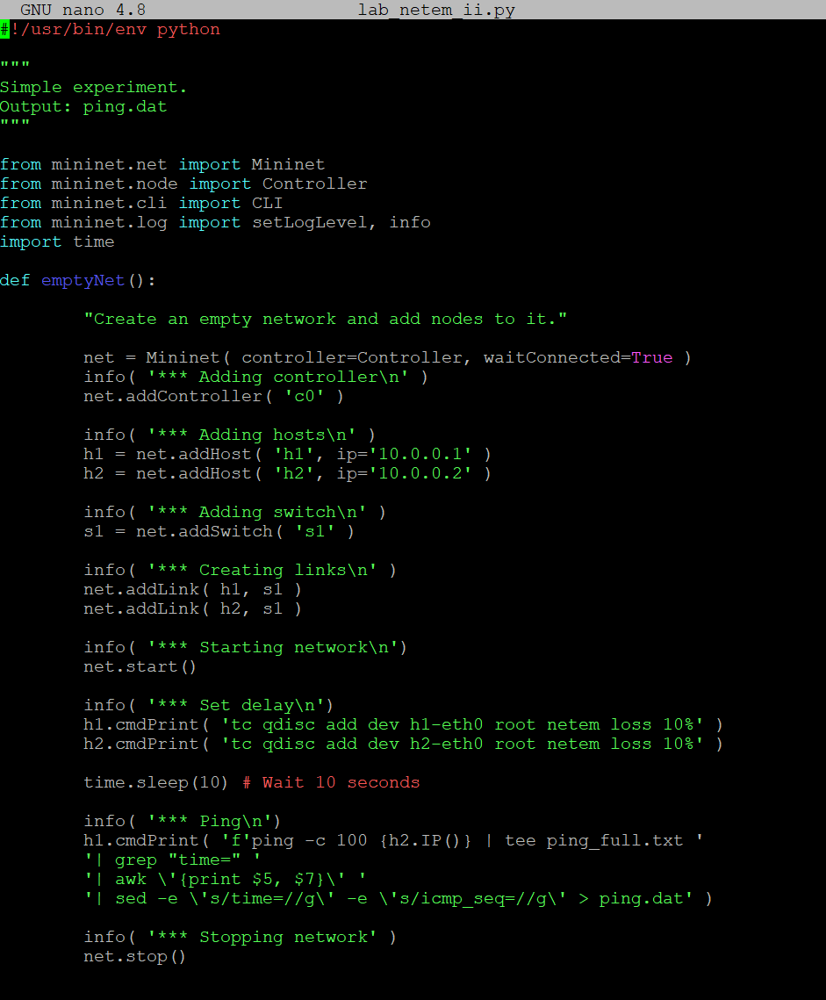 GNU nano 4.8 lab_netem_ii.py
#!/usr/bin/env python
"""
Simple experiment.
Output: ping.dat
"""
from mininet.net import Mininet
from mininet.node import Controller
from mininet.cli import CLI
from mininet.log import setLogLevel, info
import time
def emptyNet():
"Create an empty network and add nodes to it."
net = Mininet( controller=Controller, waitConnected=True )
info( '*** Adding controller\n' )
net.addController( 'c0' )
info( '*** Adding hosts\n' )
h1 = net.addHost( 'h1', ip='10.0.0.1' )
h2 = net.addHost( 'h2', ip='10.0.0.2' )
info( '*** Adding switch\n' )
s1 = net.addSwitch( 's1' )
info( '*** Creating links\n' )
net.addLink( h1, s1 )
net.addLink( h2, s1 )
info( '*** Starting network\n')
net.start()
info( '*** Set delay\n')
h1.cmdPrint( 'tc qdisc add dev h1-eth0 root netem loss 10%' )
h2.cmdPrint( 'tc qdisc add dev h2-eth0 root netem loss 10%' )
time.sleep(10) # Wait 10 seconds
info( '*** Ping\n')
h1.cmdPrint( 'f'ping -c 100 {h2.IP()} | tee ping_full.txt '
'| grep "time=" '
'| awk \'{print $5, $7}\' '
'| sed -e \'s/time=//g\' -e \'s/icmp_seq=//g\' > ping.dat' )
info( '*** Stopping network' )
net.stop()